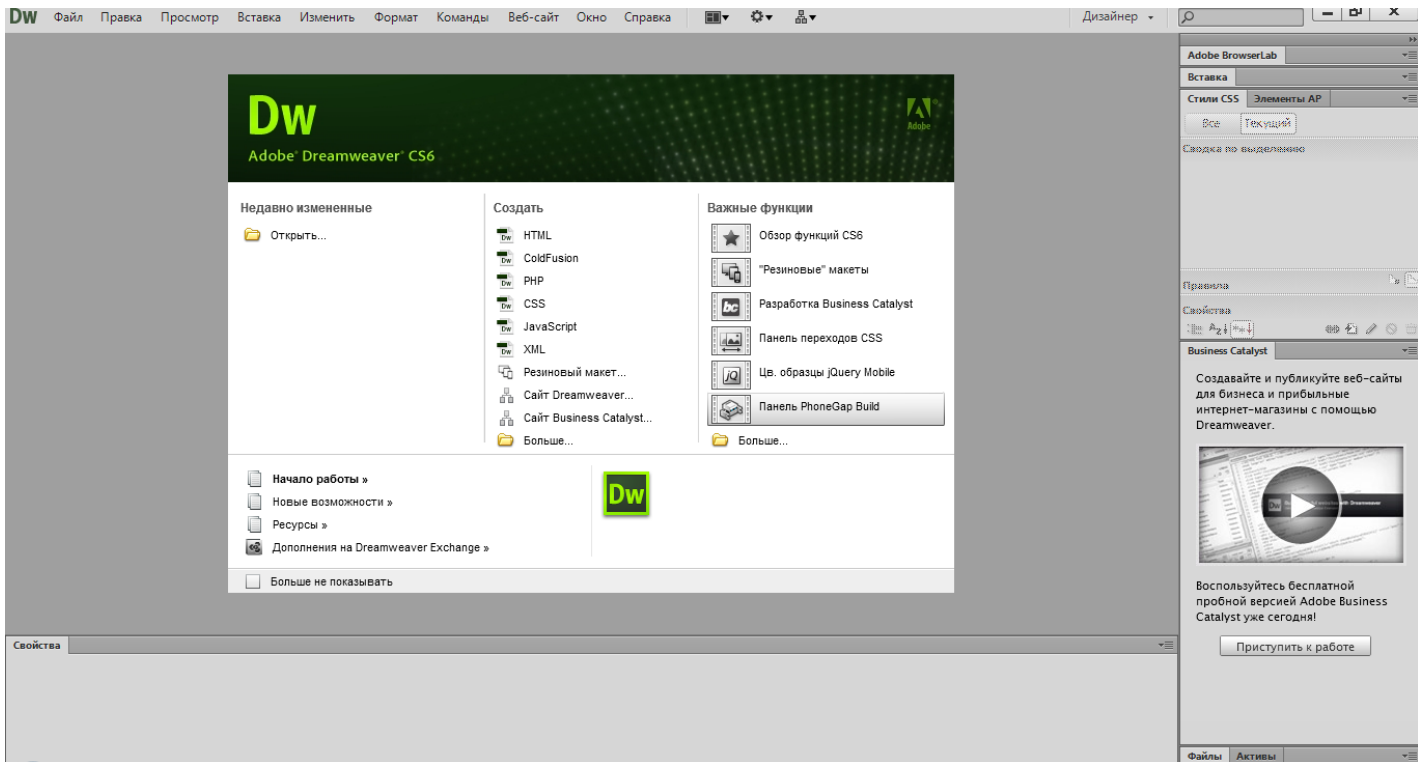 DW Файл Правка Просмотр Вставка Изменить Формат Команды Веб-сайт Окно Справка Дизайнер
Dw
Adobe
Adobe® Dreamweaver® CS6
Недавно измененные
Открыть...
Создать
HTML
ColdFusion
PHP
CSS
JavaScript
XML
Резиновый макет...
Сайт Dreamweaver...
Сайт Business Catalyst...
Больше...
Важные функции
Обзор функций CS6
"Резиновые" макеты
Разработка Business Catalyst
Панель переходов CSS
Цв. образцы jQuery Mobile
Панель PhoneGap Build
Больше...
Начало работы »
Новые возможности »
Ресурсы »
Дополнения на Dreamweaver Exchange »
Dw
Больше не показывать
Свойства
Adobe BrowserLab
Вставка
Стили CSS Элементы AP
Все Текущий
Сводка по выделению
Правила
Свойства
Business Catalyst
Создавайте и публикуйте веб-сайты
для бизнеса и прибыльные
интернет-магазины с помощью
Dreamweaver.
Воспользуйтесь бесплатной
пробной версией Adobe Business
Catalyst уже сегодня!
Приступить к работе
Файлы Активы